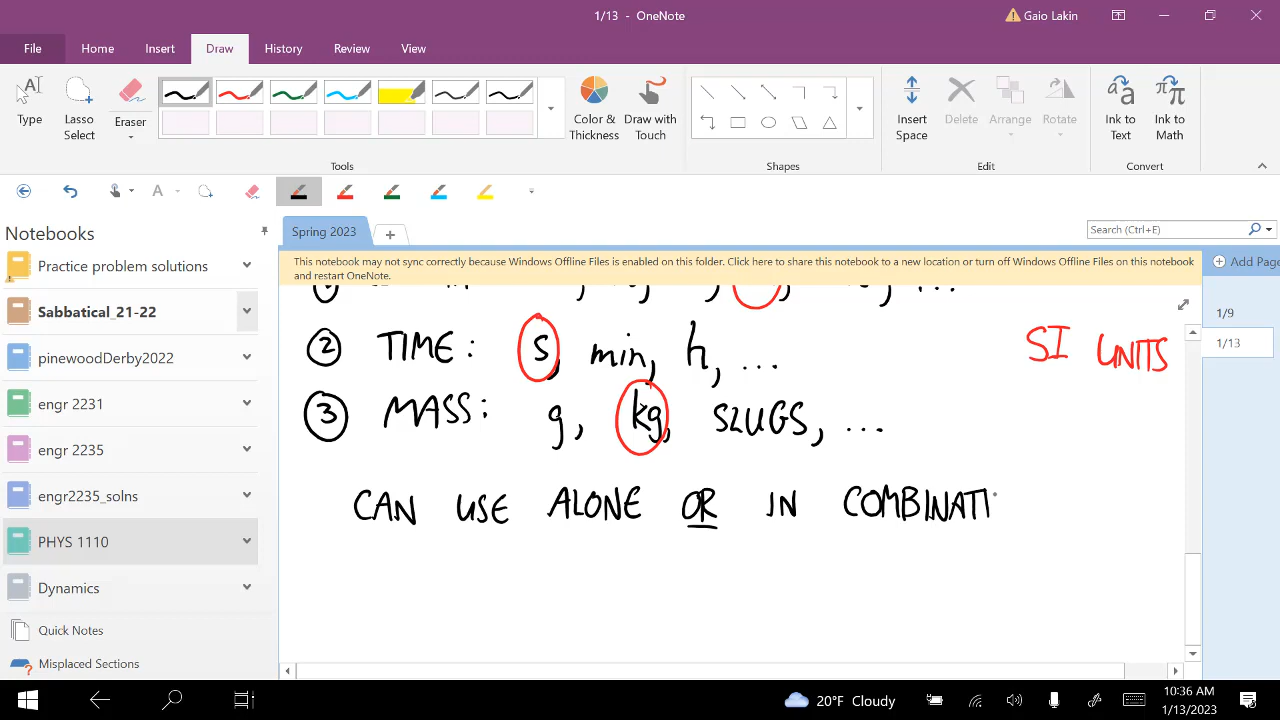 1/13 - OneNote
Gaio Lakin
File Home Insert Draw History Review View
Type
Lasso Select
Eraser
Color & Thickness
Draw with Touch
Insert Space
Delete
Arrange
Rotate
Ink to Text
Ink to Math
Tools
Shapes
Edit
Convert
Notebooks
Spring 2023
Search (Ctrl+E)
This notebook may not sync correctly because Windows Offline Files is enabled on this folder. Click here to share this notebook to a new location or turn off Windows Offline Files on this notebook
and restart OneNote.
Add Page
1/9
1/13
Practice problem solutions
Sabbatical_21-22
pinewoodDerby2022
engr 2231
engr 2235
engr2235_solns
PHYS 1110
Dynamics
Quick Notes
Misplaced Sections
② TIME: s, min, h, ...
SI UNITS
③ MASS: g, kg, SLUGS, ...
CAN USE ALONE OR IN COMBINATI
20°F Cloudy
10:36 AM
1/13/2023